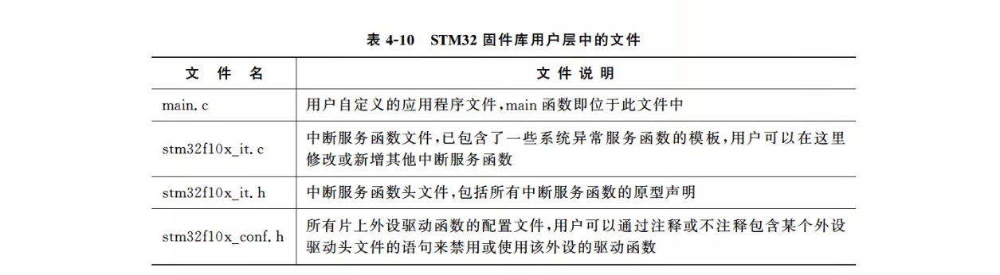 表 4-10 STM32 固件库用户层中的文件
文 件 名 文 件 说 明
main.c 用户自定义的应用程序文件,main 函数即位于此文件中
stm32f10x_it.c 中断服务函数文件,已包含了一些系统异常服务函数的模板,用户可以在这里
修改或新增其他中断服务函数
stm32f10x_it.h 中断服务函数头文件,包括所有中断服务函数的原型声明
stm32f10x_conf.h 所有片上外设驱动函数的配置文件,用户可以通过注释或不注释包含某个外设
驱动头文件的语句来禁用或使用该外设的驱动函数